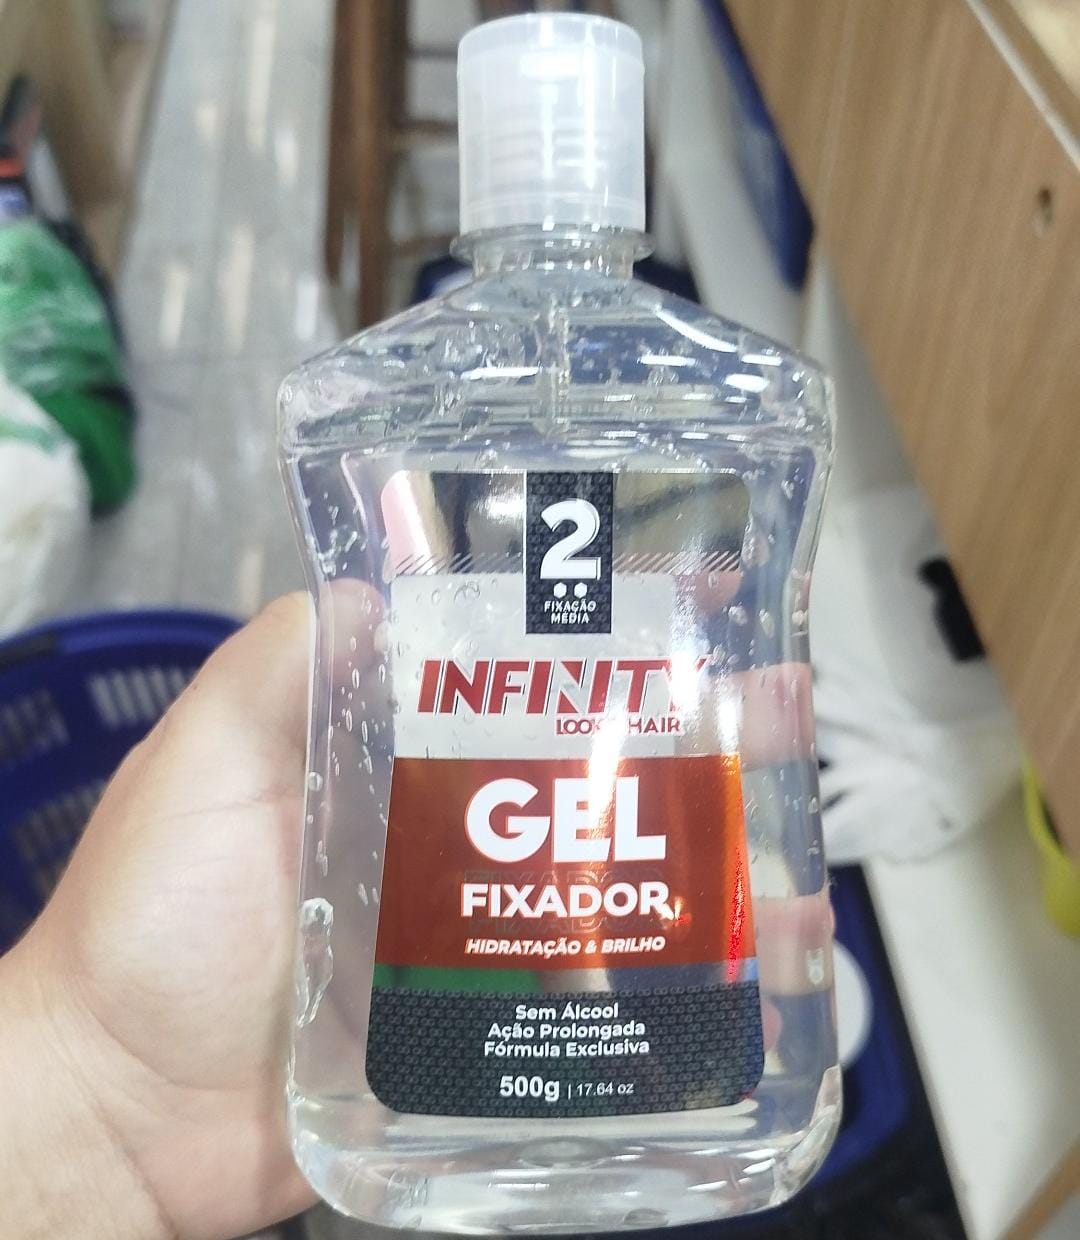 2
FIXAÇÃO
MÉDIA
INFINITY
LOOK HAIR
GEL
FIXADOR
HIDRATAÇÃO & BRILHO
Sem Álcool
Ação Prolongada
Fórmula Exclusiva
500g | 17.64 oz